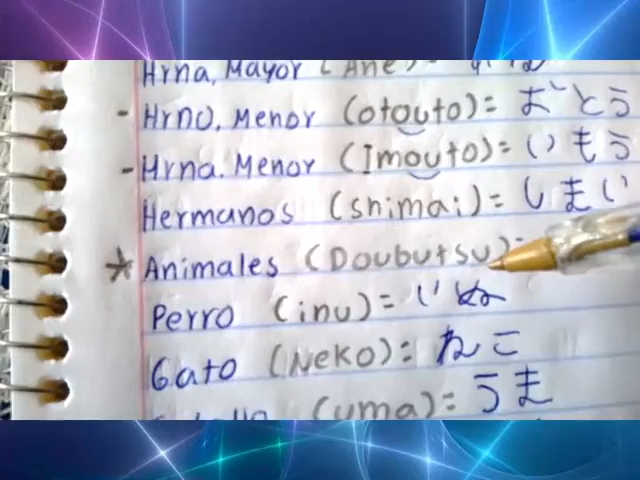 Hrna, Mayor (Ane)
- Hrno, Menor (otouto)= おとう
- Hrna. Menor (Imouto)= いもう
Hermanos (shimai)= しまい
* Animales (Doubutsu)=
Perro (inu)= いぬ
Gato (Neko): ねこ
(uma)= うま